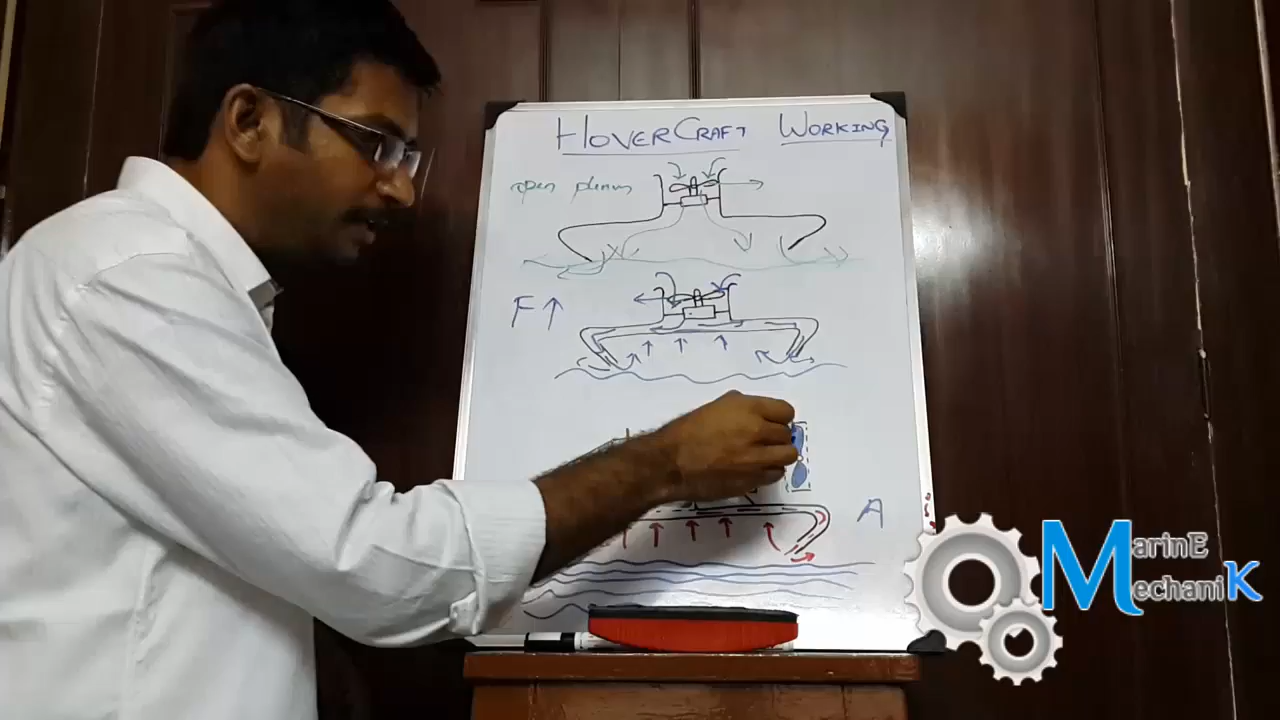 HOVERCRAFT WORKING
open plenum
F↑
A
MarinE
MechaniK